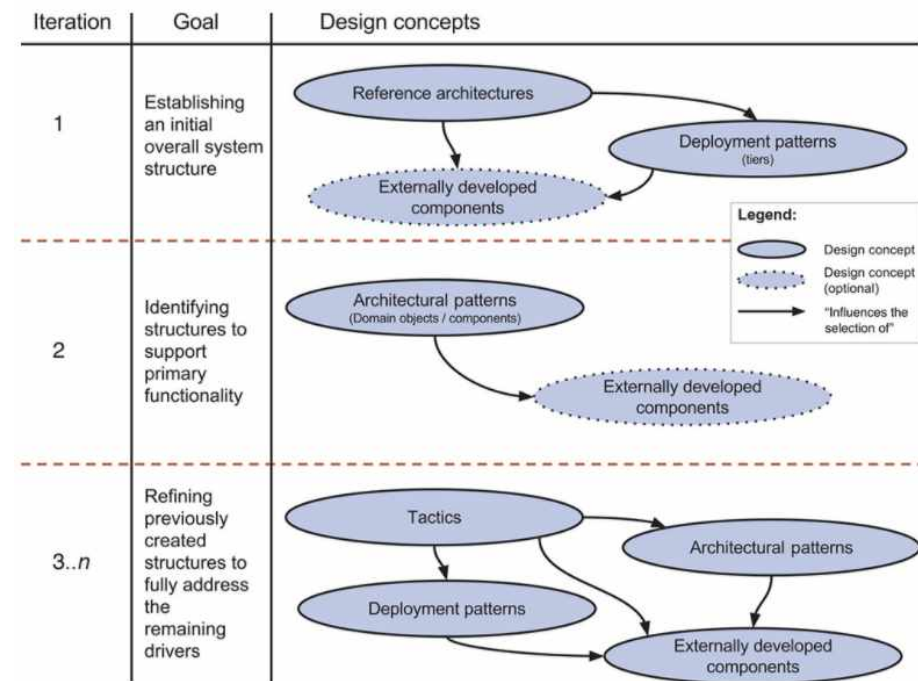 Iteration
Goal
Design concepts
1
Establishing
an initial
overall system
structure
Reference architectures
Deployment patterns
(tiers)
Externally developed
components
Legend:
Design concept
Design concept
(optional)
“Influences the
selection of”
2
Identifying
structures to
support
primary
functionality
Architectural patterns
(Domain objects / components)
Externally developed
components
3..n
Refining
previously
created
structures to
fully address
the
remaining
drivers
Tactics
Architectural patterns
Deployment patterns
Externally developed
components